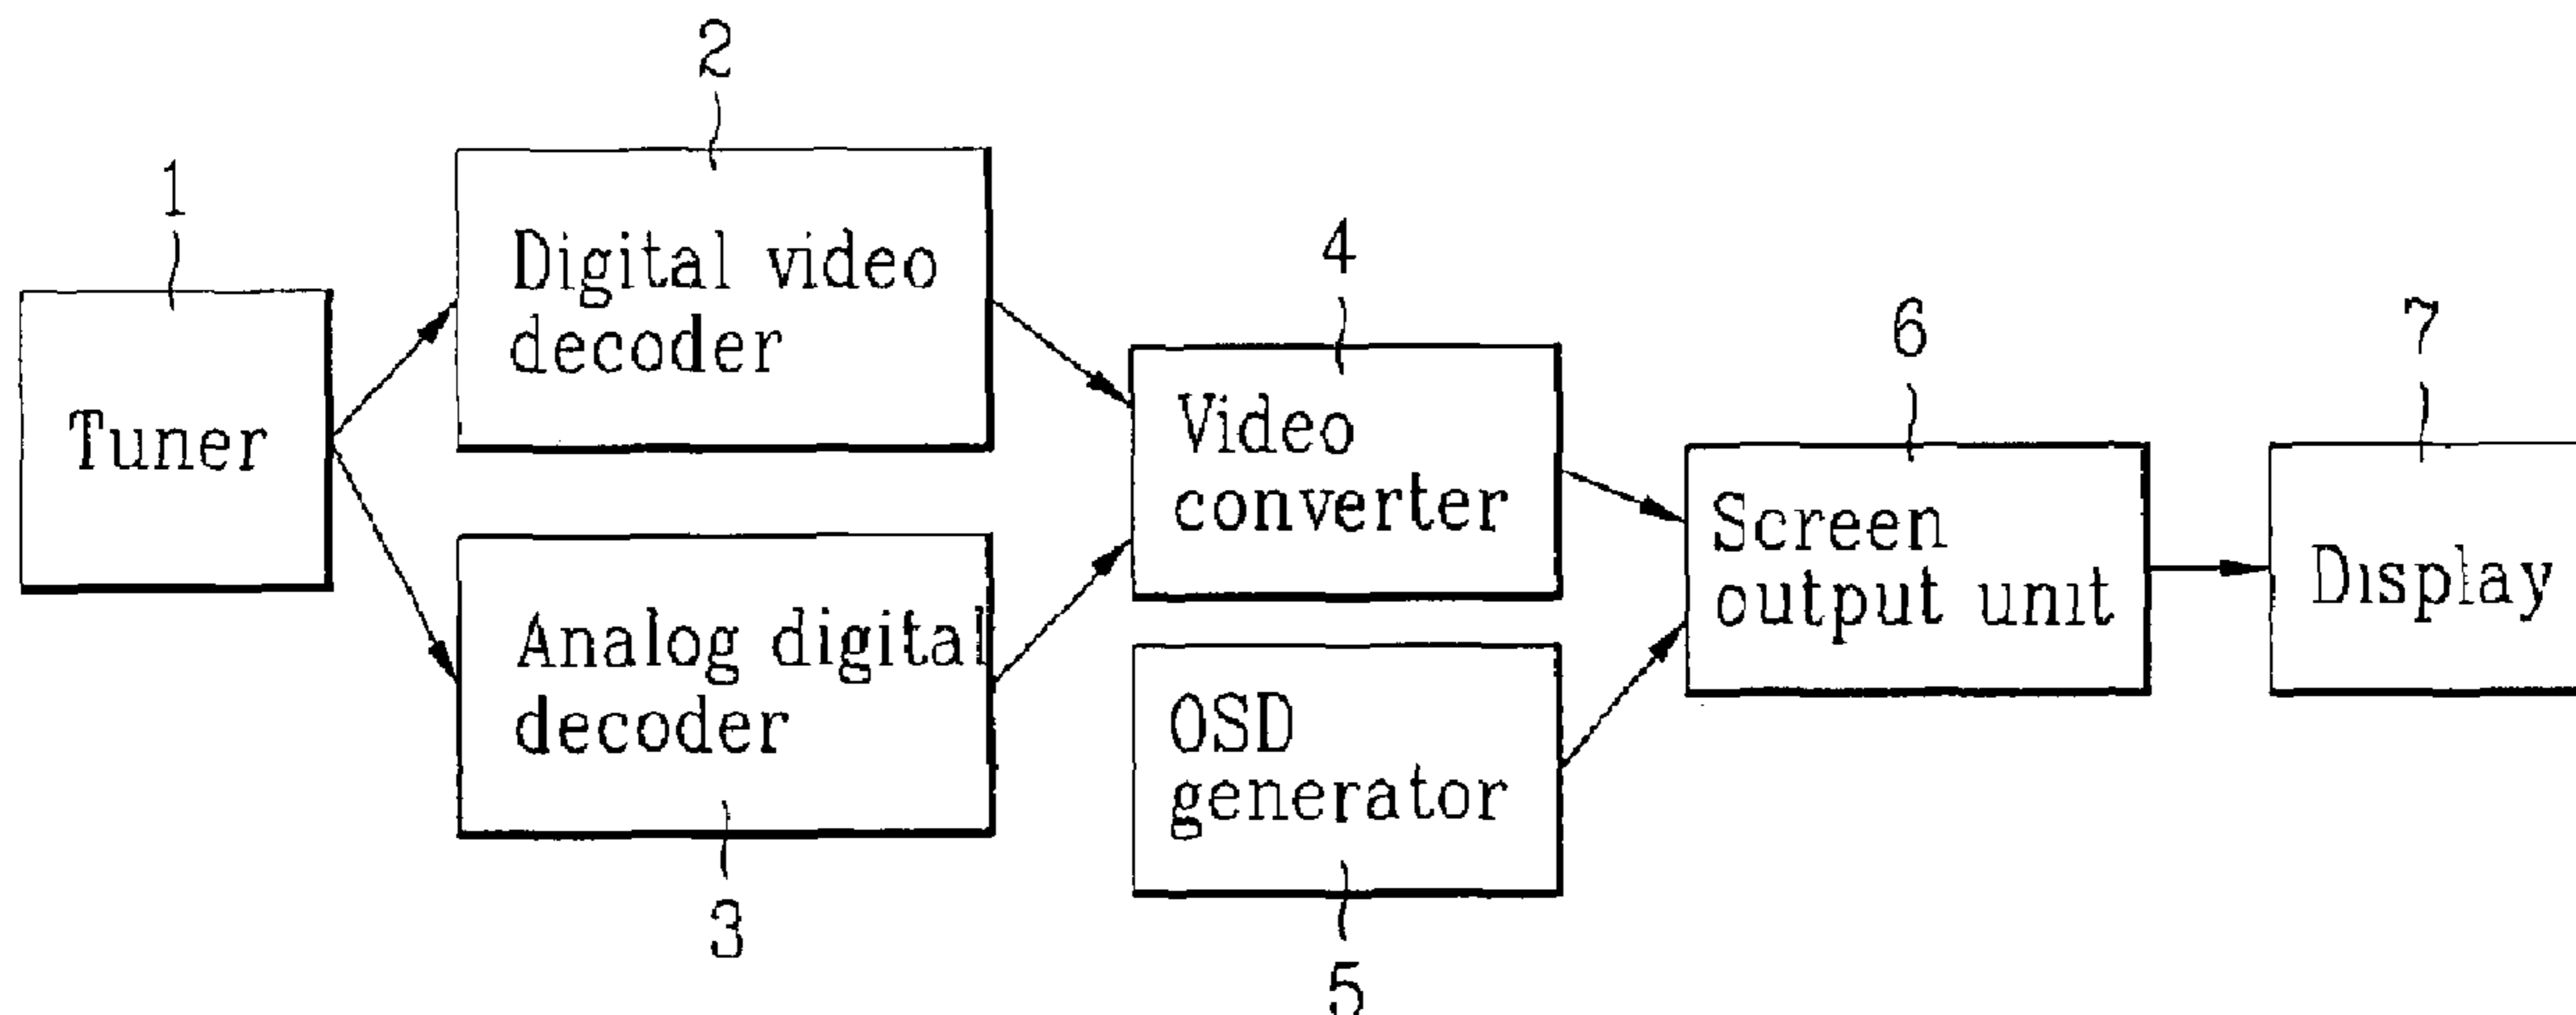 1
Tuner
2
Digital video
decoder
3
Analog digital
decoder
4
Video
converter
5
OSD
generator
6
Screen
output unit
7
Display